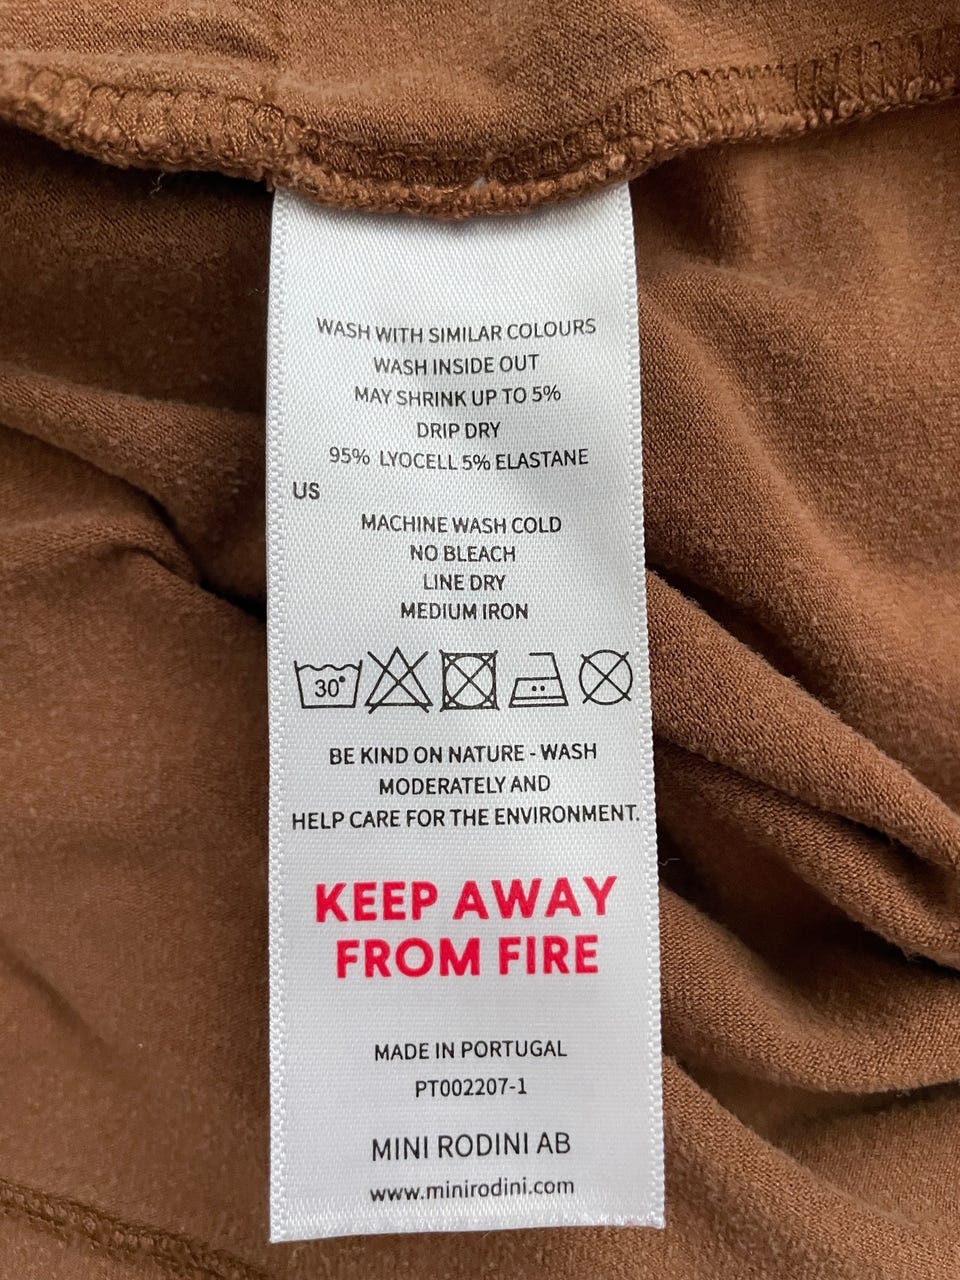 WASH WITH SIMILAR COLOURS
WASH INSIDE OUT
MAY SHRINK UP TO 5%
DRIP DRY
95% LYOCELL 5% ELASTANE
US
MACHINE WASH COLD
NO BLEACH
LINE DRY
MEDIUM IRON
30°
BE KIND ON NATURE - WASH
MODERATELY AND
HELP CARE FOR THE ENVIRONMENT.
KEEP AWAY
FROM FIRE
MADE IN PORTUGAL
PT002207-1
MINI RODINI AB
www.minirodini.com